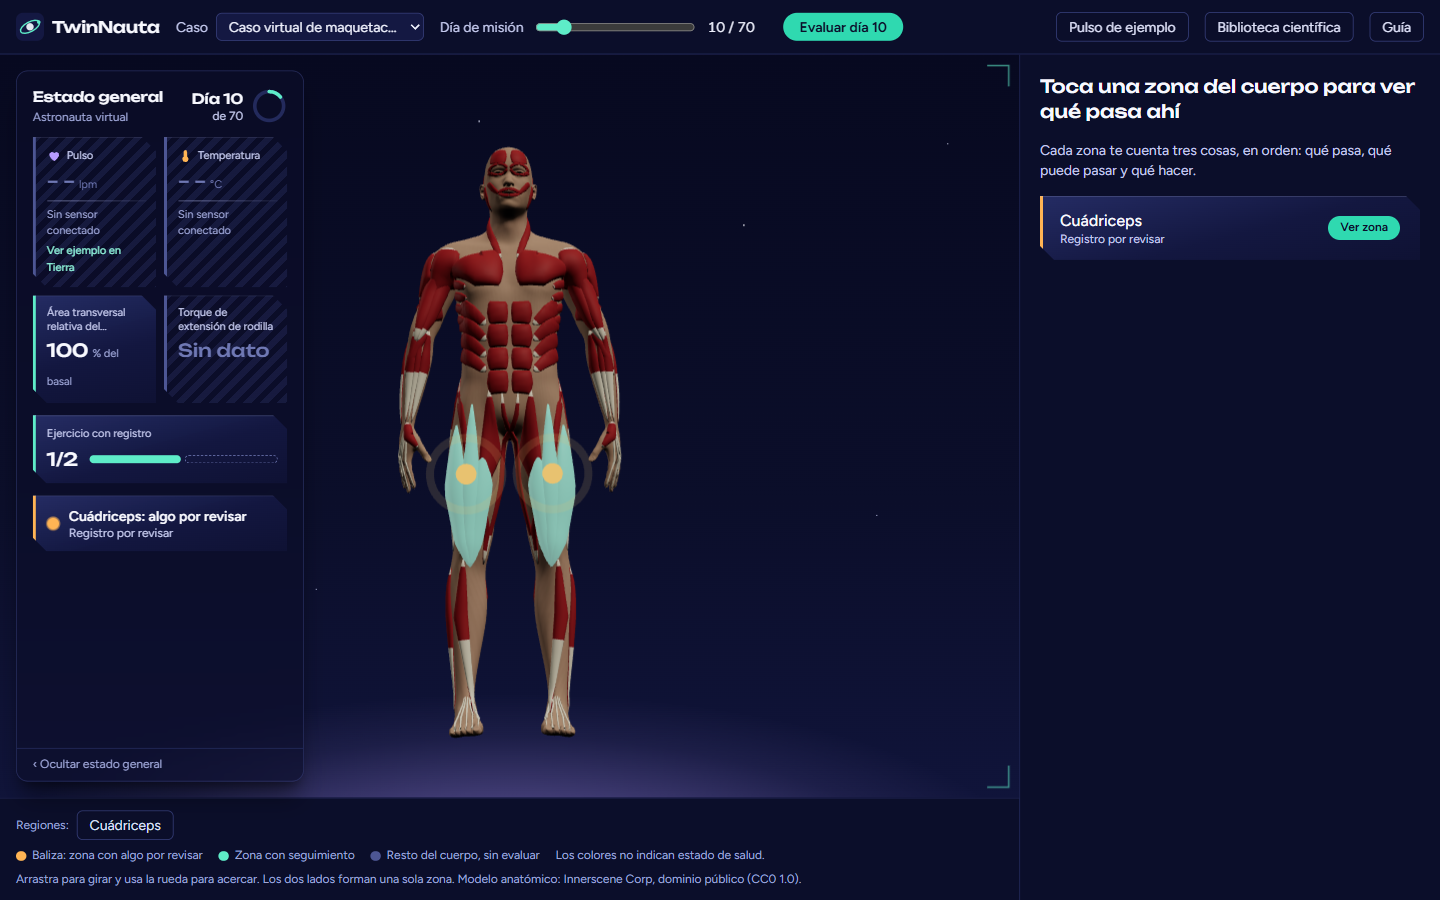 TwinNauta
Caso
Caso virtual de maquetac...
Día de misión
10 / 70
Evaluar día 10
Pulso de ejemplo
Biblioteca científica
Guía
Estado general
Astronauta virtual
Día 10
de 70
Pulso
– – lpm
Sin sensor
conectado
Ver ejemplo en
Tierra
Temperatura
– – °C
Sin sensor
conectado
Área transversal
relativa del...
100 % del
basal
Torque de
extensión de rodilla
Sin dato
Ejercicio con registro
1/2
Cuádriceps: algo por revisar
Registro por revisar
‹ Ocultar estado general
Toca una zona del cuerpo para ver
qué pasa ahí
Cada zona te cuenta tres cosas, en orden: qué pasa, qué
puede pasar y qué hacer.
Cuádriceps
Registro por revisar
Ver zona
Regiones:
Cuádriceps
Baliza: zona con algo por revisar
Zona con seguimiento
Resto del cuerpo, sin evaluar
Los colores no indican estado de salud.
Arrastra para girar y usa la rueda para acercar. Los dos lados forman una sola zona. Modelo anatómico: Innerscene Corp, dominio público (CC0 1.0).